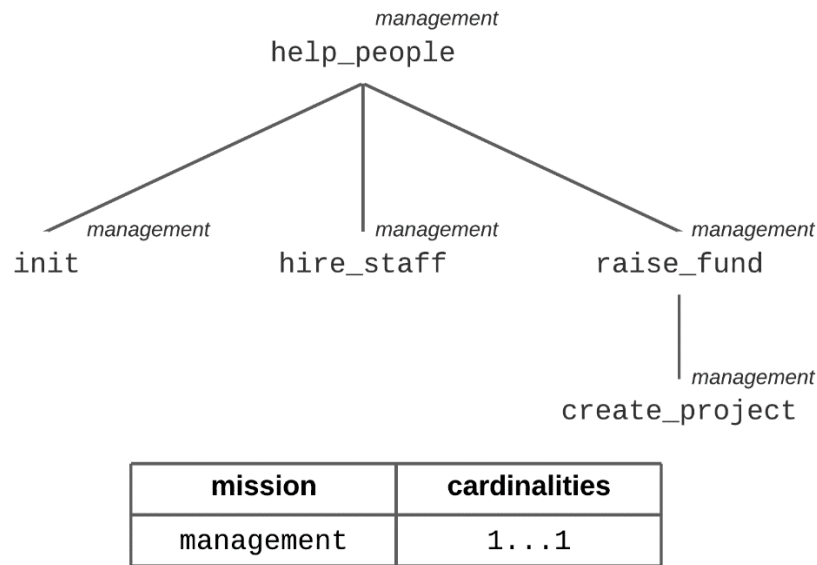 management
help_people
management management management
init hire_staff raise_fund
management
create_project
mission cardinalities
management 1...1